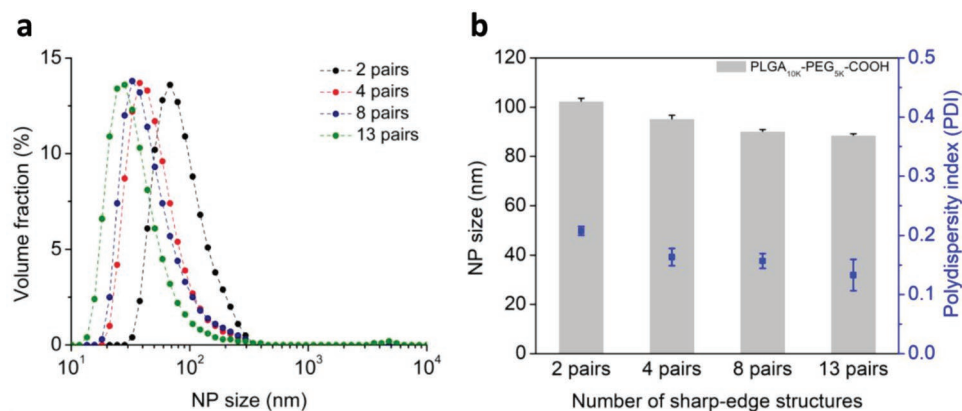 a
15
10
5
0
Volume fraction (%)
2 pairs
4 pairs
8 pairs
13 pairs
10¹
10²
10³
10⁴
NP size (nm)
b
120
100
80
60
40
20
0
NP size (nm)
PLGA₁₀ₖ-PEG₅ₖ-COOH
0.5
0.4
0.3
0.2
0.1
0.0
Polydispersity index (PDI)
2 pairs 4 pairs 8 pairs 13 pairs
Number of sharp-edge structures